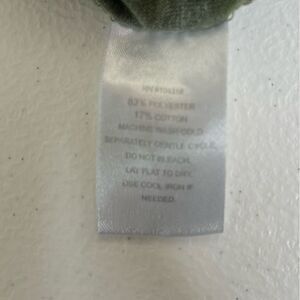 83% POLYESTER
17% COTTON
MACHINE WASH COLD
SEPARATELY GENTLE CYCLE,
DO NOT BLEACH.
LAY FLAT TO DRY.
USE COOL IRON IF
NEEDED.